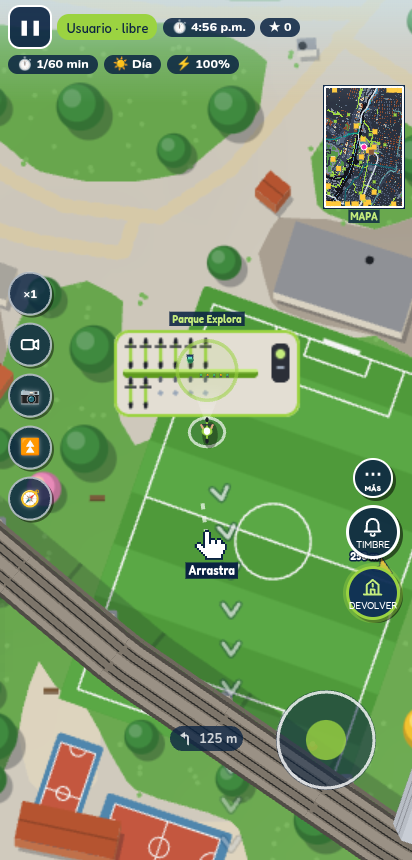 Usuario · libre
4:56 p.m.
★ 0
1/60 min
Día
100%
MAPA
Parque Explora
×1
MÁS
TIMBRE
DEVOLVER
Arrastra
125 m